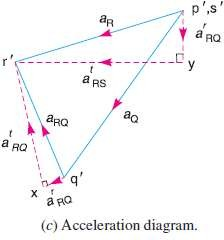 p ′,s ′
a_R
a^r_RQ
r ′
a^t_RS
y
a_RQ
a_Q
a^t_RQ
x
q′
a^r_RQ
(c) Acceleration diagram.